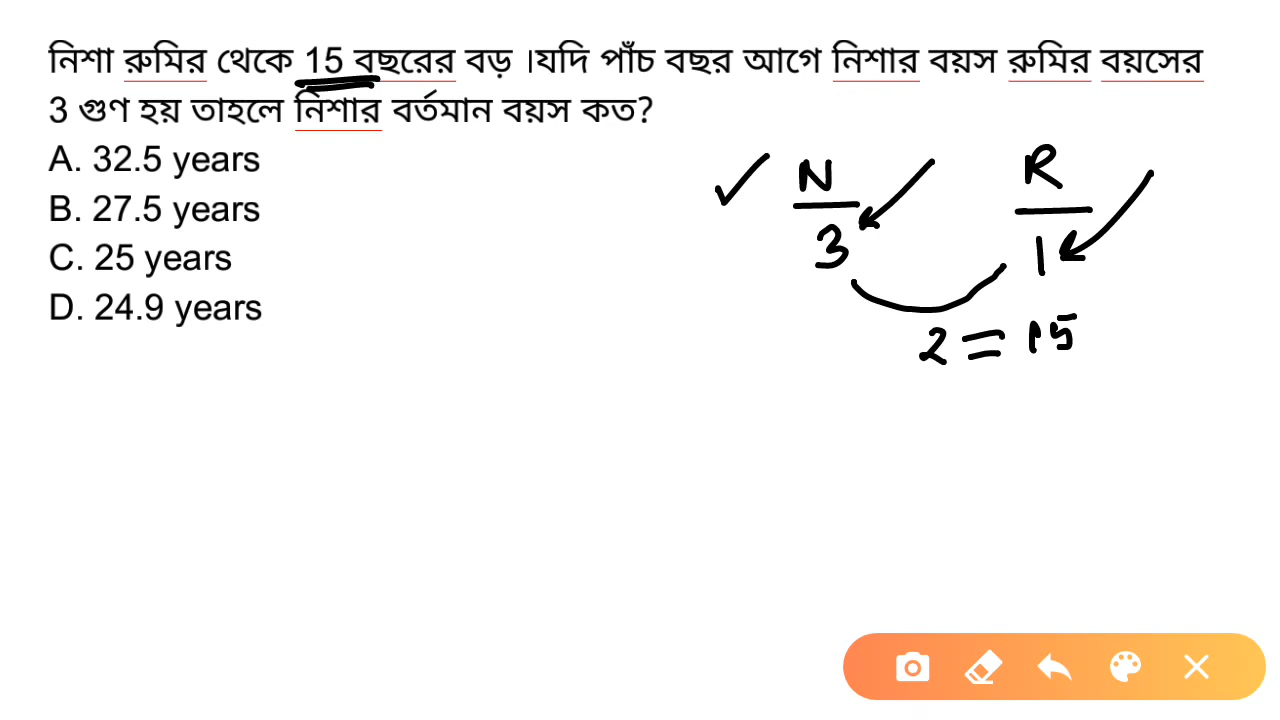 নিশা রুমির থেকে 15 বছরের বড় ।যদি পাঁচ বছর আগে নিশার বয়স রুমির বয়সের
3 গুণ হয় তাহলে নিশার বর্তমান বয়স কত?
A. 32.5 years
B. 27.5 years
C. 25 years
D. 24.9 years
N R
3 1
2 = 15